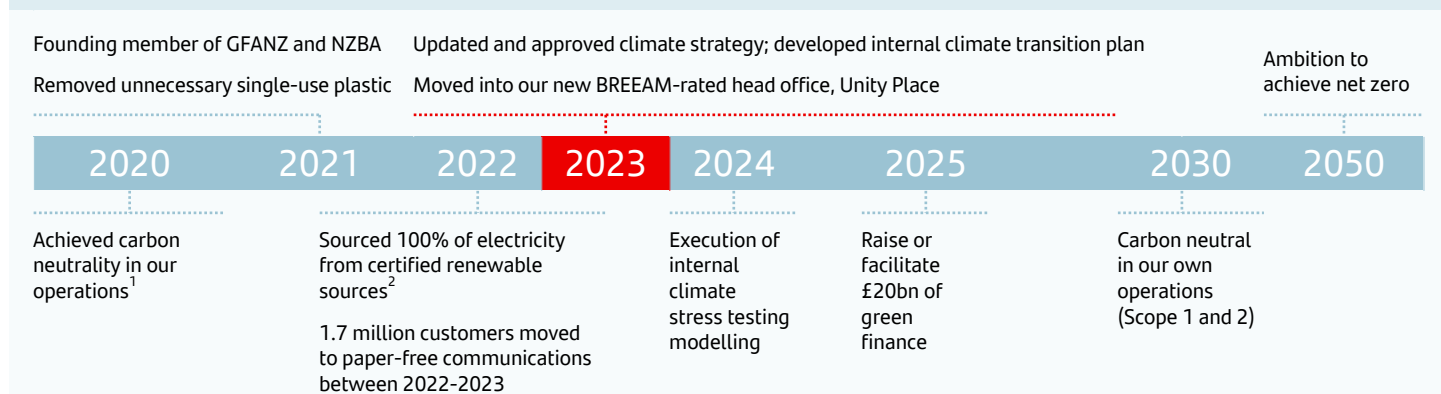 Founding member of GFANZ and NZBA
Removed unnecessary single-use plastic
Updated and approved climate strategy; developed internal climate transition plan
Moved into our new BREEAM-rated head office, Unity Place
Ambition to
achieve net zero
2020 2021 2022 2023 2024 2025 2030 2050
Achieved carbon
neutrality in our
operations1
Sourced 100% of electricity
from certified renewable
sources2
1.7 million customers moved
to paper-free communications
between 2022-2023
Execution of
internal
climate
stress testing
modelling
Raise or
facilitate
£20bn of
green
finance
Carbon neutral
in our own
operations
(Scope 1 and 2)